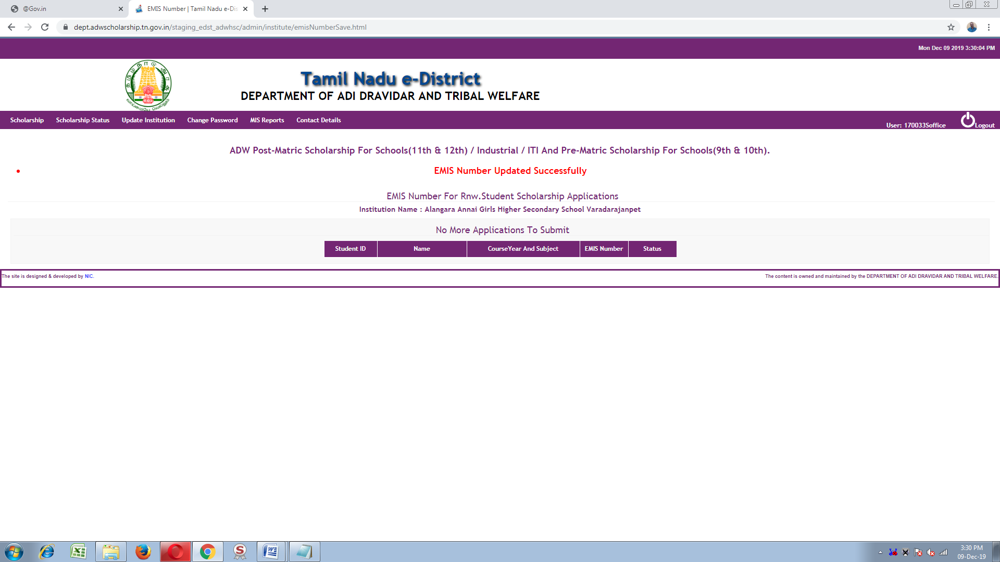 @Gov.in
EMIS Number | Tamil Nadu e-Dis
dept.adwscholarship.tn.gov.in/staging_edst_adwhsc/admin/institute/emisNumberSave.html
Mon Dec 09 2019 3:30:04 PM
தமிழ்நாடு அரசு
வாய்மையே வெல்லும்
Tamil Nadu e-District
DEPARTMENT OF ADI DRAVIDAR AND TRIBAL WELFARE
Scholarship Scholarship Status Update Institution Change Password MIS Reports Contact Details
User: 170033Soffice Logout
ADW Post-Matric Scholarship For Schools(11th & 12th) / Industrial / ITI And Pre-Matric Scholarship For Schools(9th & 10th).
EMIS Number Updated Successfully
EMIS Number For Rnw.Student Scholarship Applications
Institution Name : Alangara Annai Girls Higher Secondary School Varadarajanpet
No More Applications To Submit
Student ID Name CourseYear And Subject EMIS Number Status
The site is designed & developed by NIC.
The content is owned and maintained by the DEPARTMENT OF ADI DRAVIDAR AND TRIBAL WELFARE.
3:30 PM
09-Dec-19